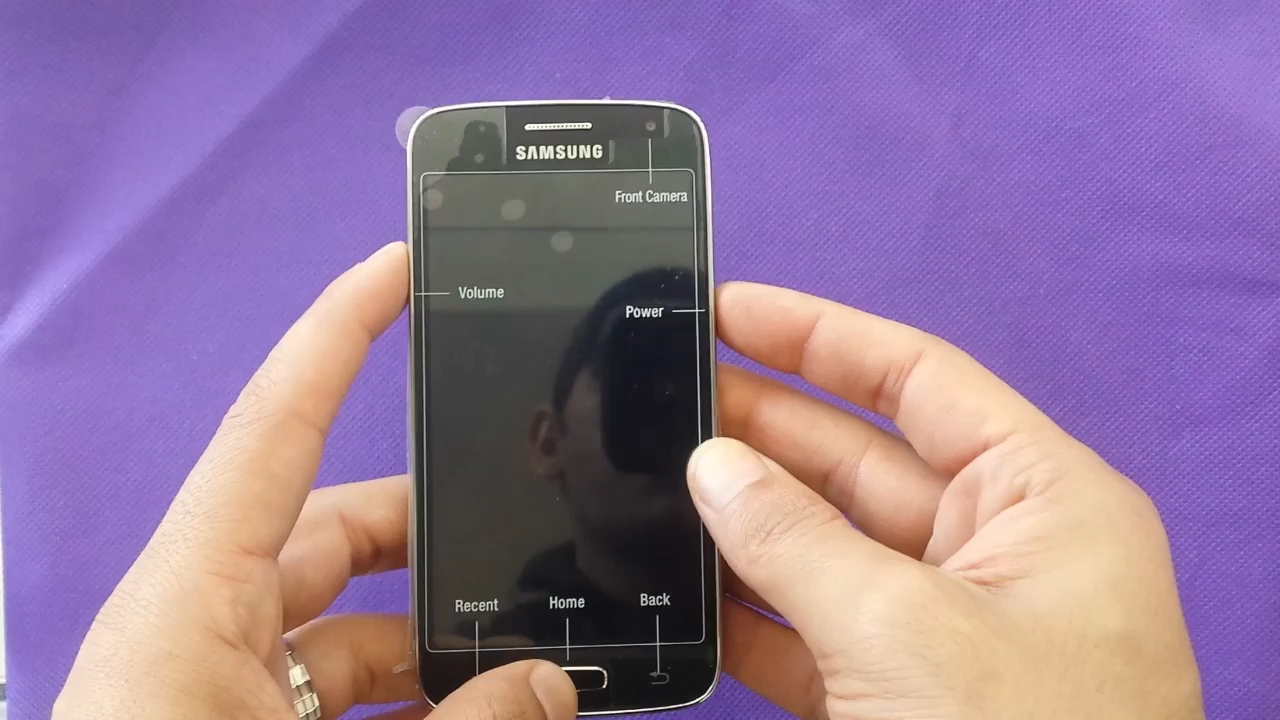 SAMSUNG
Front Camera
Volume
Power
Recent
Home
Back